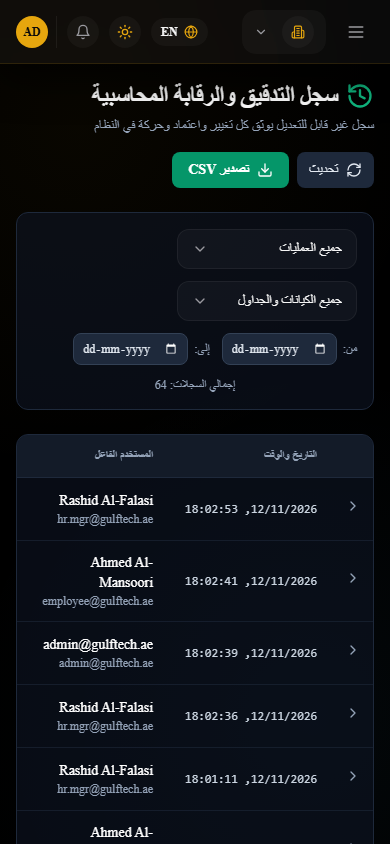 AD
EN
سجل التدقيق والرقابة المحاسبية
سجل غير قابل للتعديل يوثق كل تغيير واعتماد وحركة في النظام
تحديث
تصدير CSV
جميع العمليات
جميع الكيانات والجداول
من: dd-mm-yyyy إلى: dd-mm-yyyy
إجمالي السجلات: 64
التاريخ والوقت المستخدم الفاعل
12/11/2026, 18:02:53 Rashid Al-Falasi
hr.mgr@gulftech.ae
12/11/2026, 18:02:41 Ahmed Al-
Mansoori
employee@gulftech.ae
12/11/2026, 18:02:39 admin@gulftech.ae
admin@gulftech.ae
12/11/2026, 18:02:36 Rashid Al-Falasi
hr.mgr@gulftech.ae
12/11/2026, 18:01:11 Rashid Al-Falasi
hr.mgr@gulftech.ae
Ahmed Al-